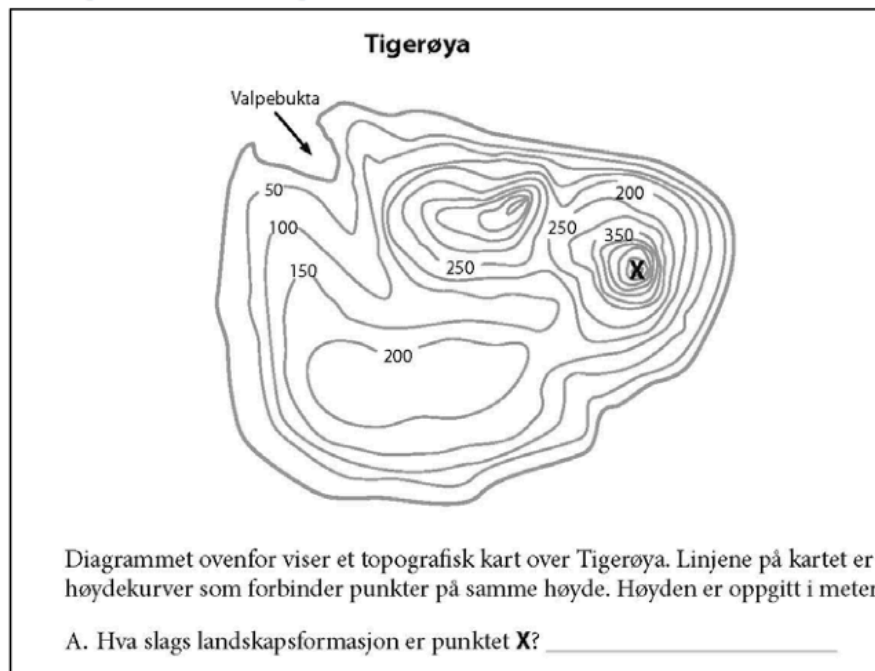 Tigerøya
Valpebukta
50
200
100
250
350
150
250
X
200
Diagrammet ovenfor viser et topografisk kart over Tigerøya. Linjene på kartet er
høydekurver som forbinder punkter på samme høyde. Høyden er oppgitt i meter
A. Hva slags landskapsformasjon er punktet X?